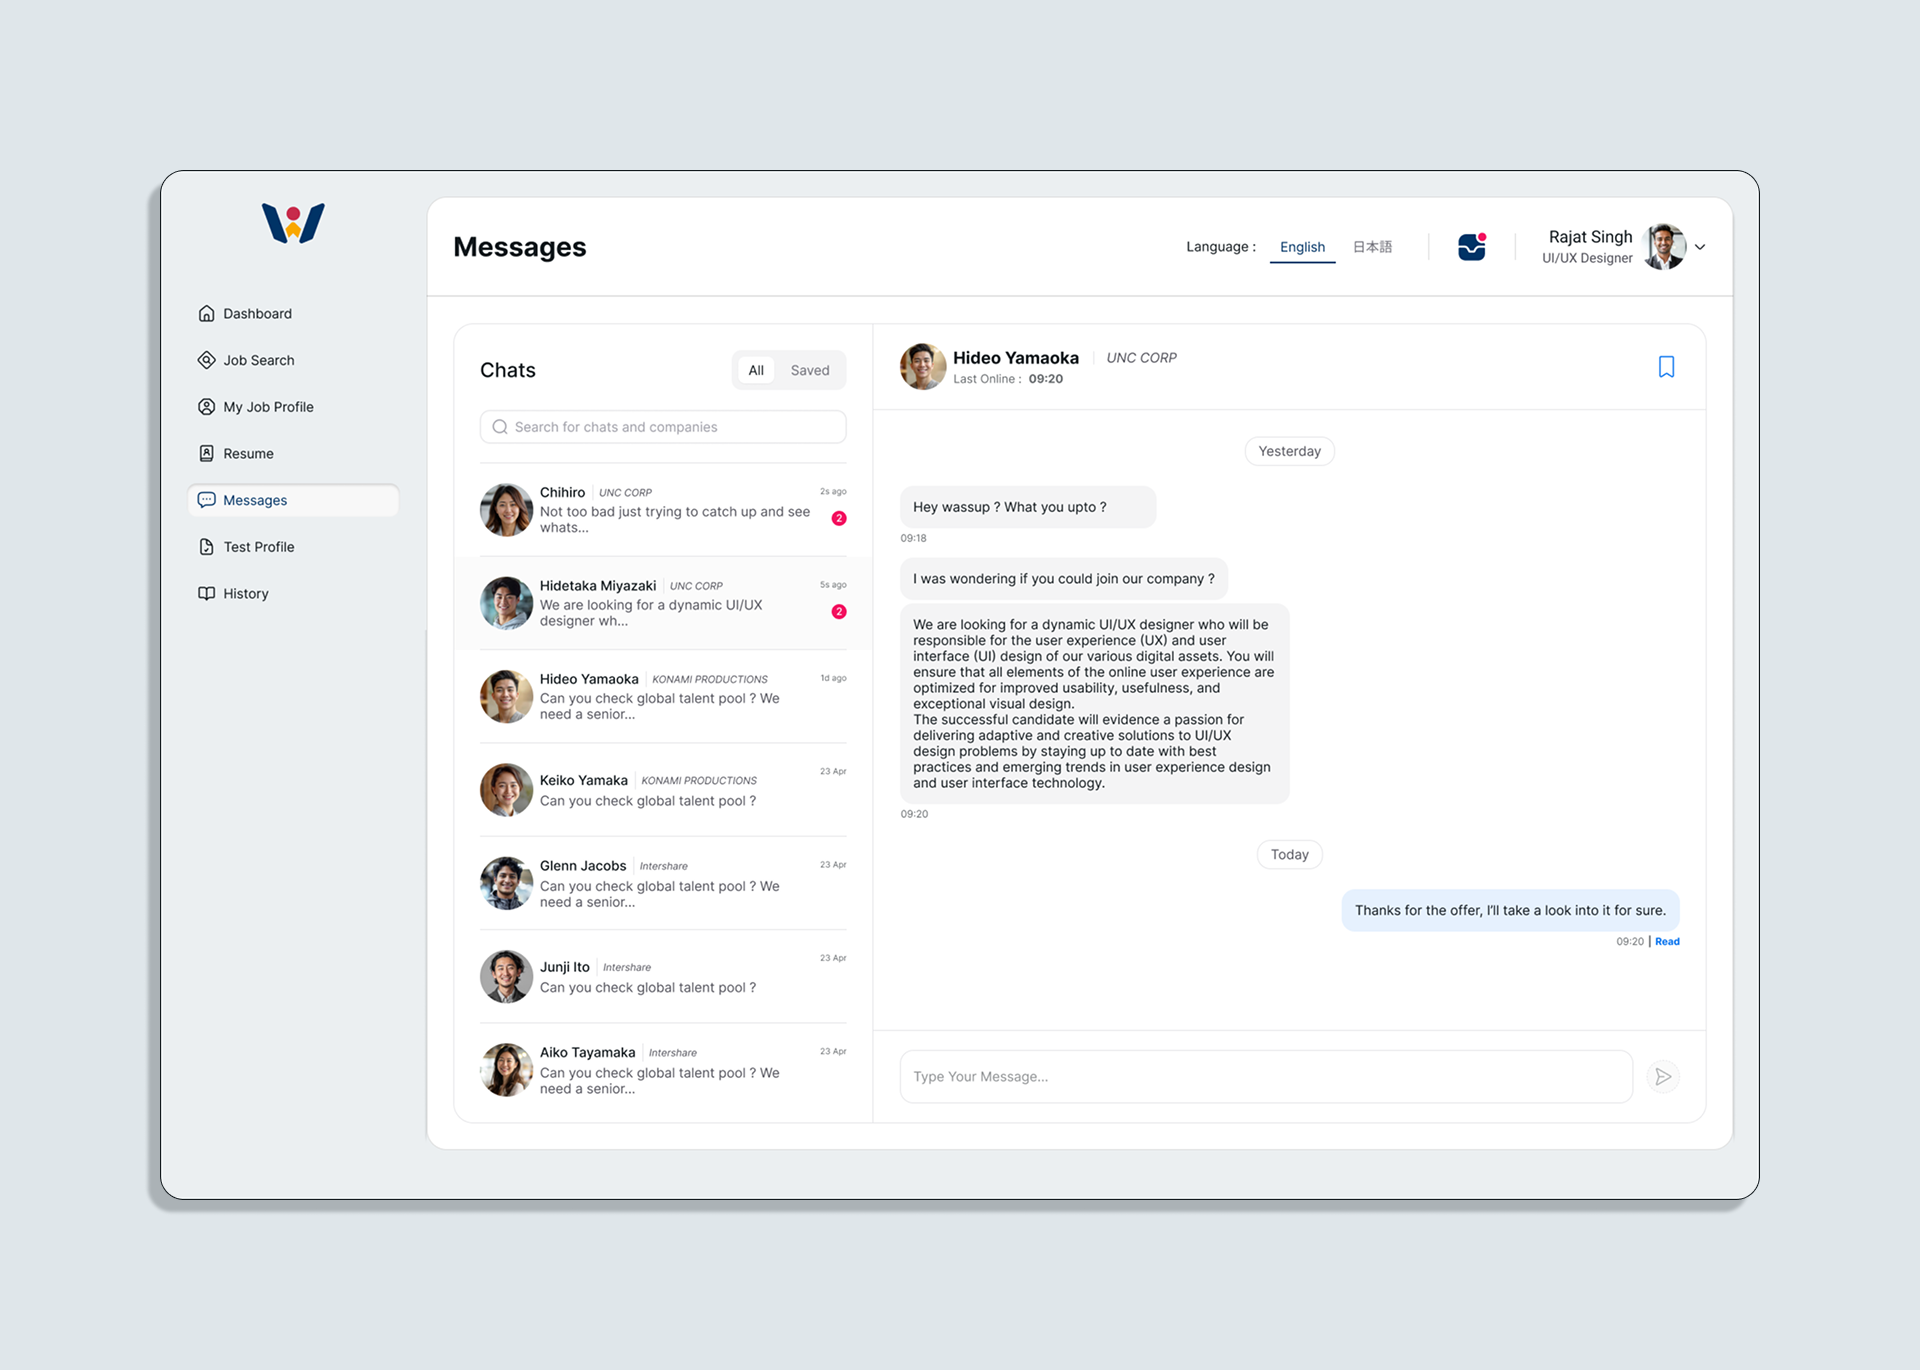 Messages
Language :
English
日本語
Rajat Singh
UI/UX Designer
Dashboard
Job Search
My Job Profile
Resume
Messages
Test Profile
History
Chats
All
Saved
Search for chats and companies
Chihiro
UNC CORP
2s ago
Not too bad just trying to catch up and see
whats...
2
Hidetaka Miyazaki
UNC CORP
5s ago
We are looking for a dynamic UI/UX
designer wh...
2
Hideo Yamaoka
KONAMI PRODUCTIONS
1d ago
Can you check global talent pool ? We
need a senior...
Keiko Yamaka
KONAMI PRODUCTIONS
23 Apr
Can you check global talent pool ?
Glenn Jacobs
Intershare
23 Apr
Can you check global talent pool ? We
need a senior...
Junji Ito
Intershare
23 Apr
Can you check global talent pool ?
Aiko Tayamaka
Intershare
23 Apr
Can you check global talent pool ? We
need a senior...
Hideo Yamaoka
UNC CORP
Last Online : 09:20
Yesterday
Hey wassup ? What you upto ?
09:18
I was wondering if you could join our company ?
We are looking for a dynamic UI/UX designer who will be
responsible for the user experience (UX) and user
interface (UI) design of our various digital assets. You will
ensure that all elements of the online user experience are
optimized for improved usability, usefulness, and
exceptional visual design.
The successful candidate will evidence a passion for
delivering adaptive and creative solutions to UI/UX
design problems by staying up to date with best
practices and emerging trends in user experience design
and user interface technology.
09:20
Today
Thanks for the offer, I'll take a look into it for sure.
09:20 | Read
Type Your Message...